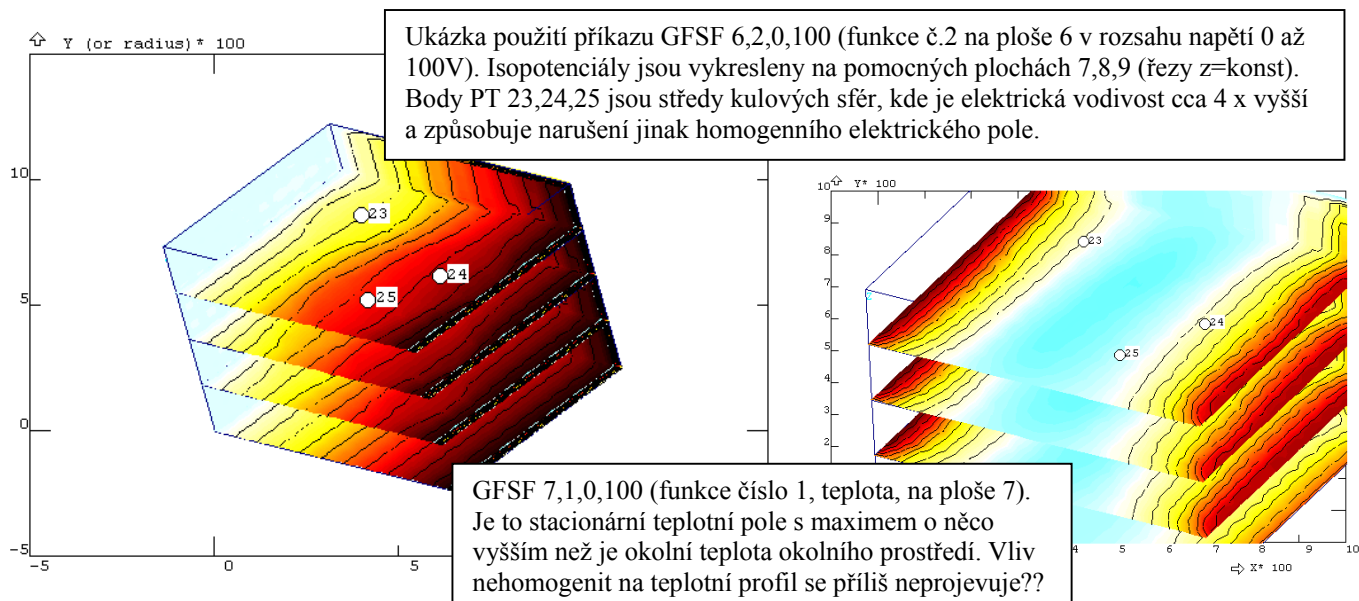 Ukázka použití příkazu GFSF 6,2,0,100 (funkce č.2 na ploše 6 v rozsahu napětí 0 až
100V). Isopotenciály jsou vykresleny na pomocných plochách 7,8,9 (řezy z=konst).
Body PT 23,24,25 jsou středy kulových sfér, kde je elektrická vodivost cca 4 x vyšší
a způsobuje narušení jinak homogenního elektrického pole.
Y (or radius)* 100
10
5
0
-5
-5
0
5
23
24
25
10
Y* 100
9
8
7
6
5
4
3
2
23
24
25
4
5
6
7
8
9
10
X* 100
GFSF 7,1,0,100 (funkce číslo 1, teplota, na ploše 7).
Je to stacionární teplotní pole s maximem o něco
vyšším než je okolní teplota okolního prostředí. Vliv
nehomogenit na teplotní profil se příliš neprojevuje??